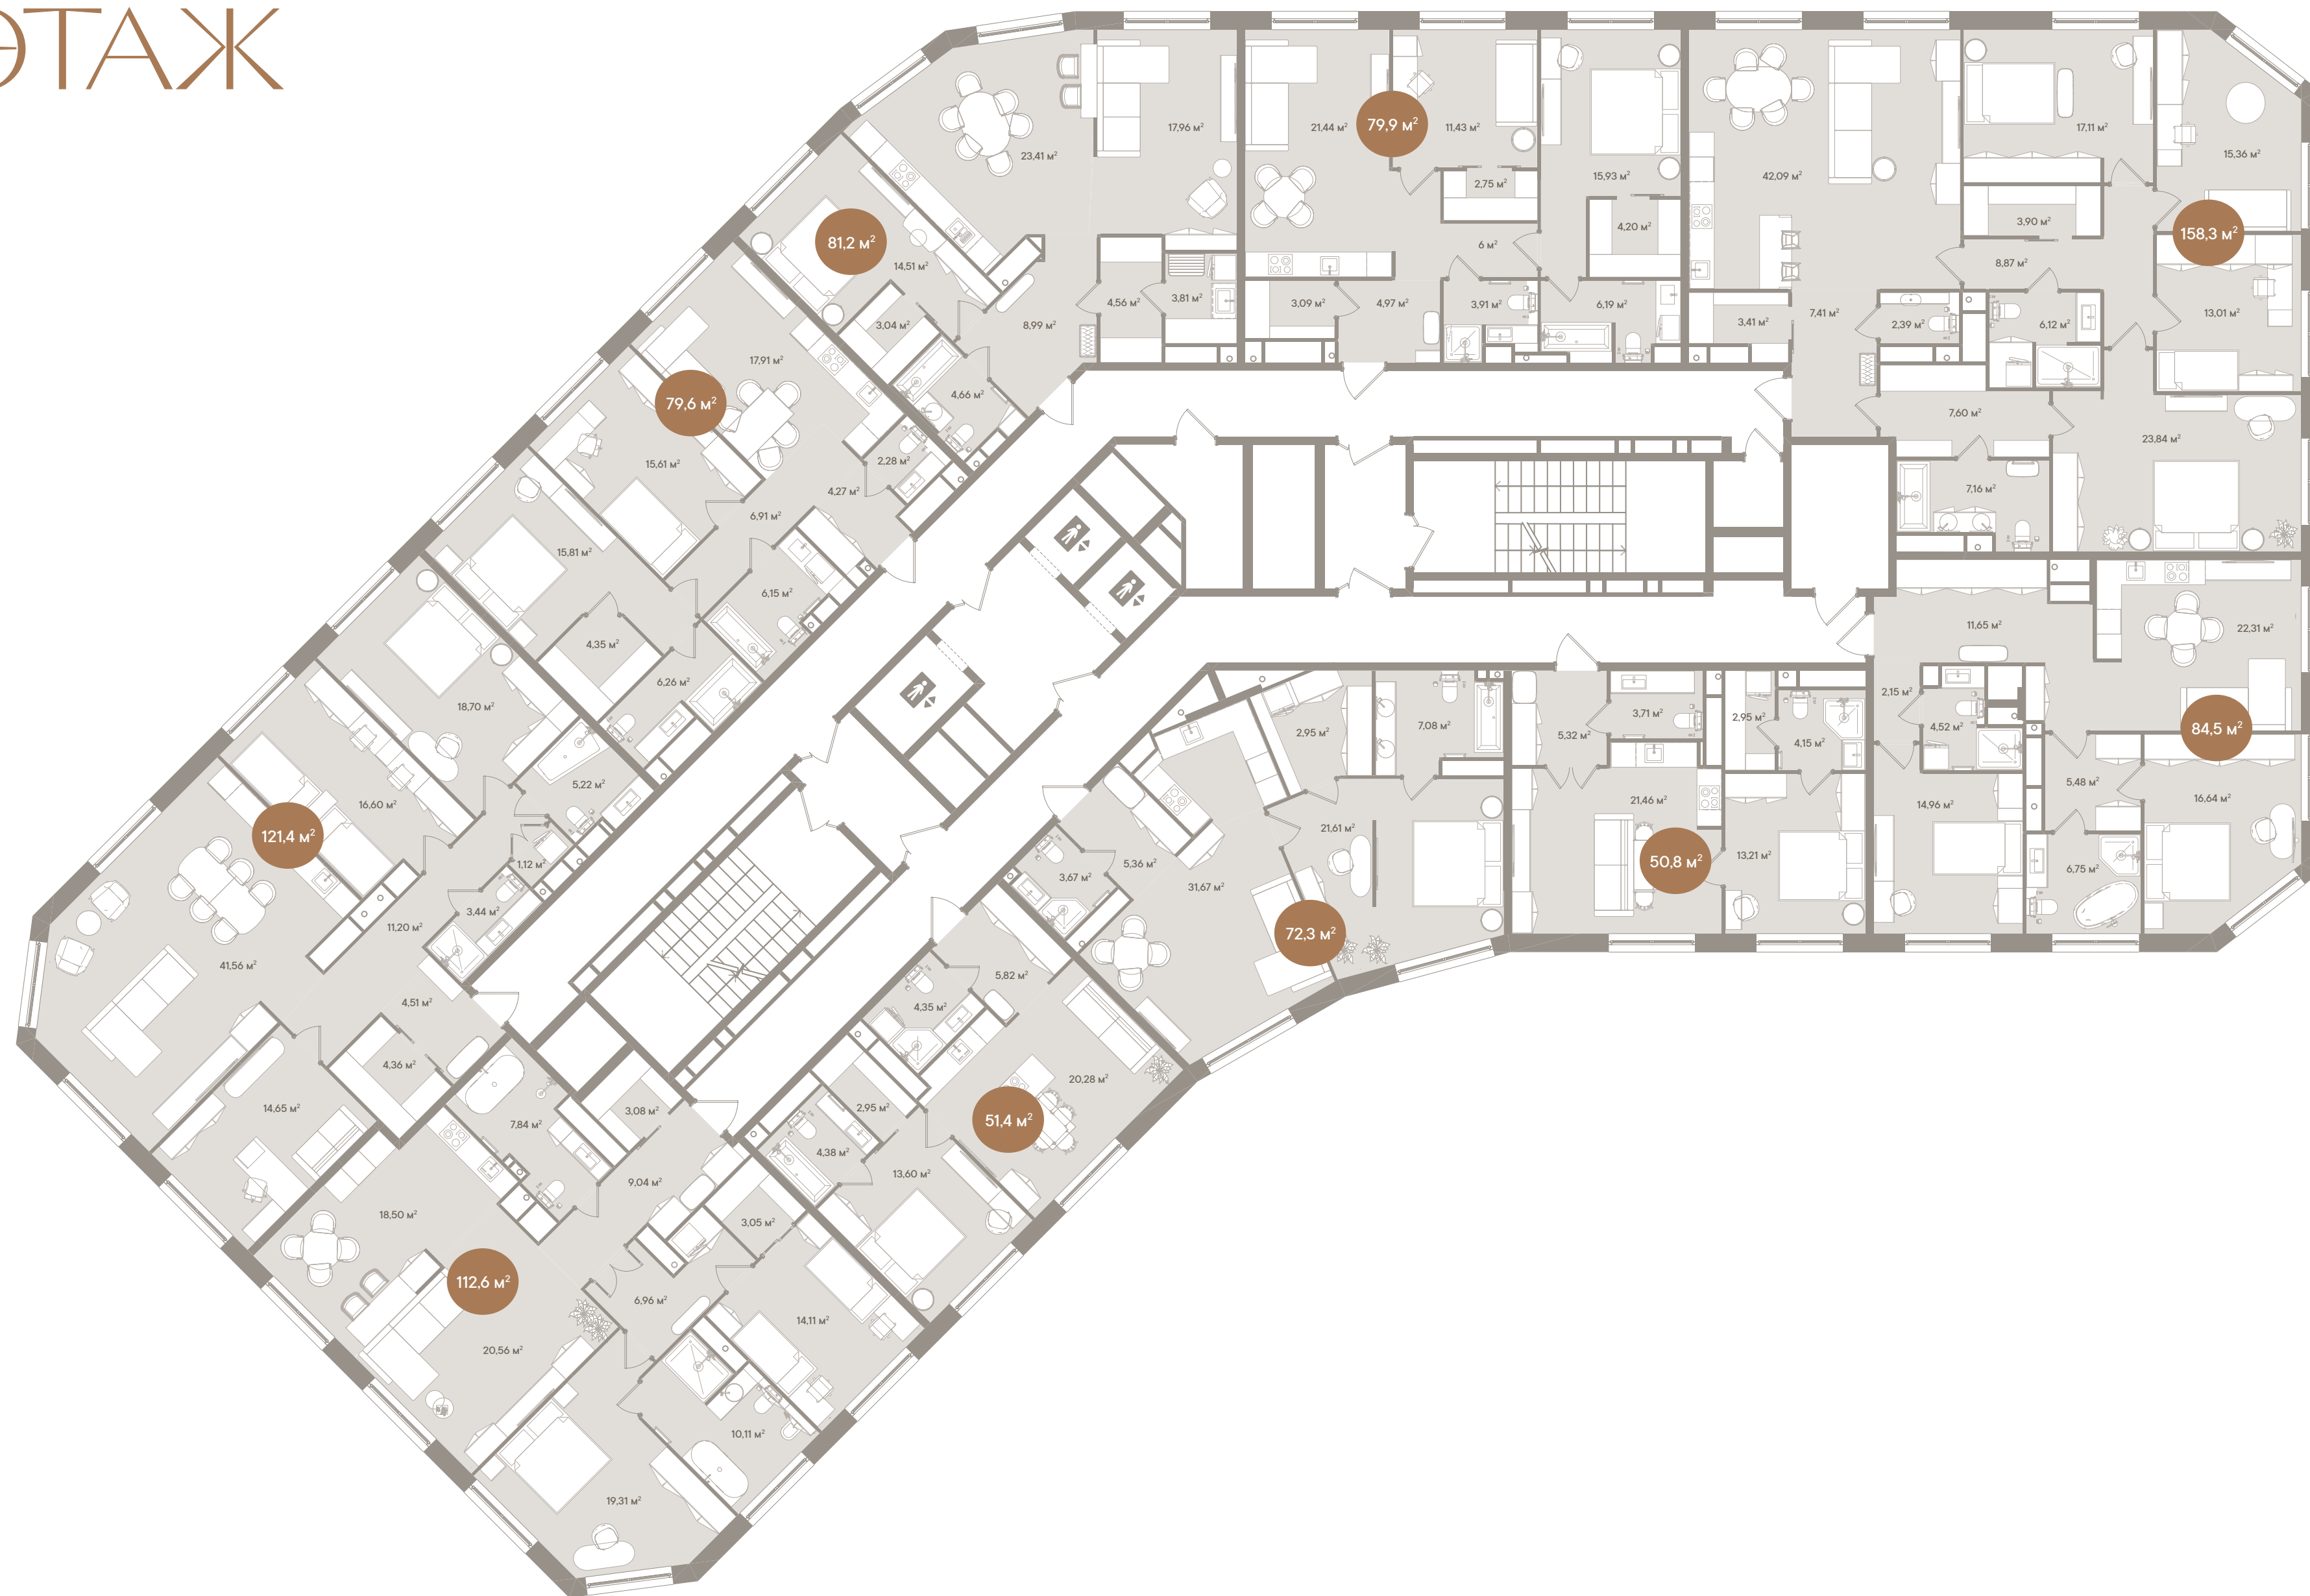 ЭТАЖ
17,96 м²
23,41 м²
81,2 м²
14,51 м²
3,04 м²
8,99 м²
4,56 м²
3,81 м²
4,66 м²
21,44 м²
79,9 м²
11,43 м²
2,75 м²
15,93 м²
4,20 м²
6 м²
3,09 м²
4,97 м²
3,91 м²
6,19 м²
42,09 м²
17,11 м²
15,36 м²
3,90 м²
158,3 м²
8,87 м²
3,41 м²
7,41 м²
2,39 м²
6,12 м²
13,01 м²
7,60 м²
23,84 м²
7,16 м²
17,91 м²
79,6 м²
15,61 м²
2,28 м²
4,27 м²
6,91 м²
15,81 м²
6,15 м²
4,35 м²
6,26 м²
18,70 м²
16,60 м²
5,22 м²
121,4 м²
1,12 м²
3,44 м²
11,20 м²
41,56 м²
4,51 м²
4,36 м²
14,65 м²
11,65 м²
22,31 м²
2,15 м²
4,52 м²
84,5 м²
5,48 м²
14,96 м²
16,64 м²
6,75 м²
5,32 м²
3,71 м²
2,95 м²
4,15 м²
21,46 м²
50,8 м²
13,21 м²
2,95 м²
7,08 м²
21,61 м²
5,36 м²
3,67 м²
31,67 м²
72,3 м²
5,82 м²
4,35 м²
20,28 м²
2,95 м²
51,4 м²
4,38 м²
13,60 м²
3,08 м²
7,84 м²
9,04 м²
18,50 м²
3,05 м²
112,6 м²
6,96 м²
14,11 м²
20,56 м²
10,11 м²
19,31 м²